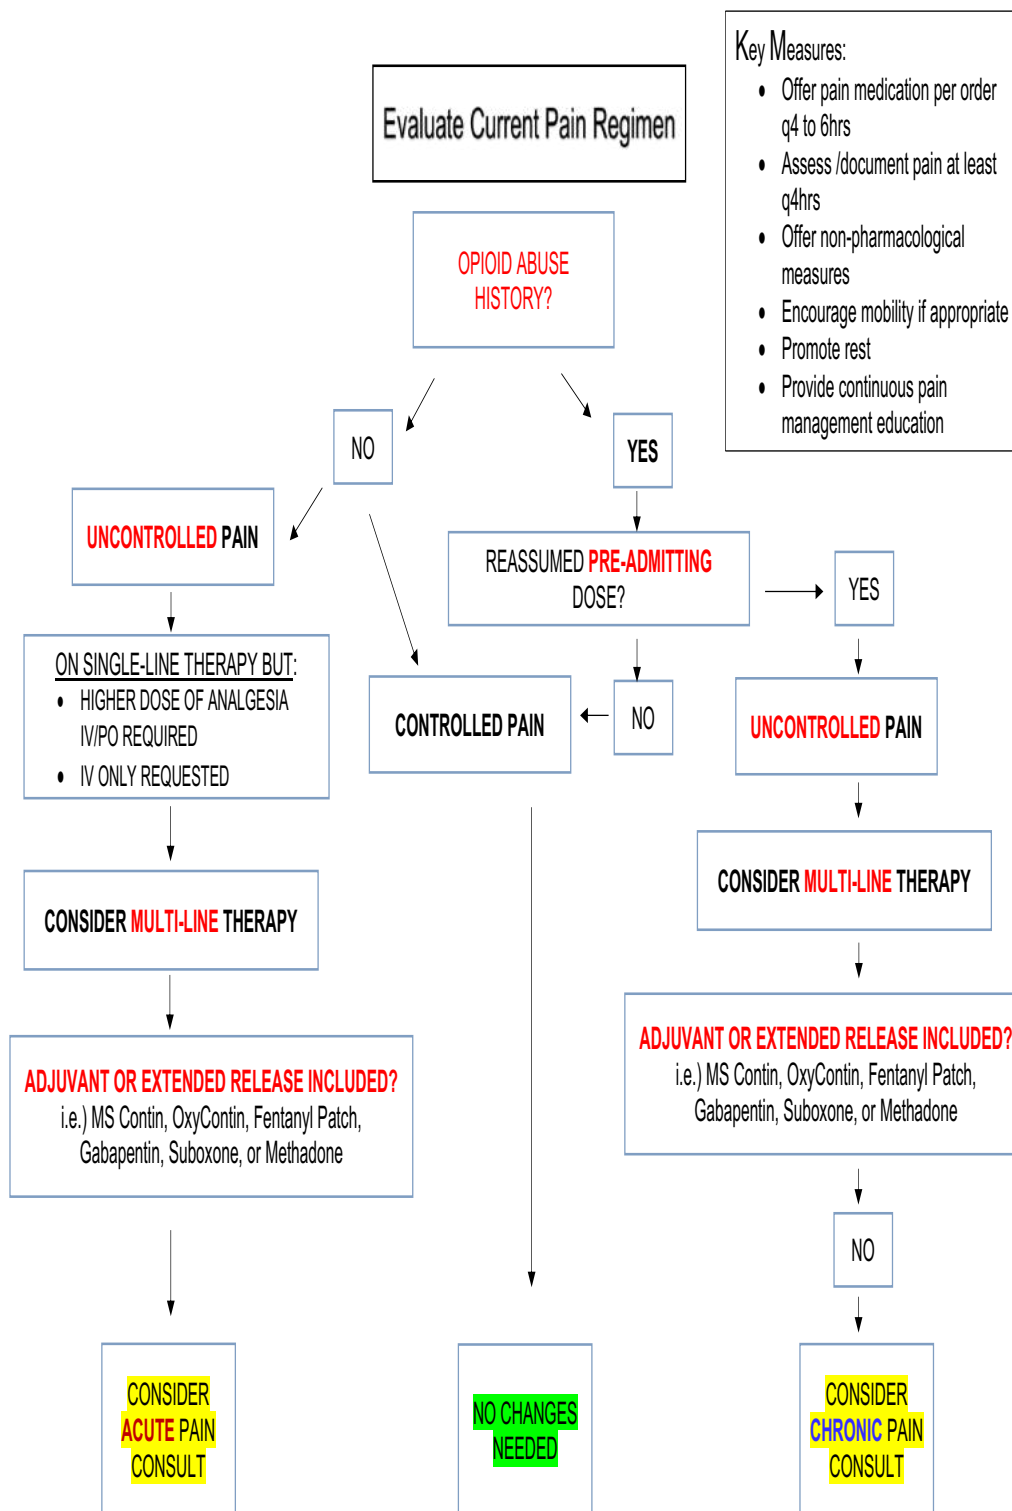 Key Measures:
• Offer pain medication per order
q4 to 6hrs
• Assess /document pain at least
q4hrs
• Offer non-pharmacological
measures
• Encourage mobility if appropriate
• Promote rest
• Provide continuous pain
management education
Evaluate Current Pain Regimen
OPIOID ABUSE
HISTORY?
NO
YES
UNCONTROLLED PAIN
REASSUMED PRE-ADMITTING
DOSE?
YES
ON SINGLE-LINE THERAPY BUT:
• HIGHER DOSE OF ANALGESIA
IV/PO REQUIRED
• IV ONLY REQUESTED
CONTROLLED PAIN
NO
UNCONTROLLED PAIN
CONSIDER MULTI-LINE THERAPY
CONSIDER MULTI-LINE THERAPY
ADJUVANT OR EXTENDED RELEASE INCLUDED?
i.e.) MS Contin, OxyContin, Fentanyl Patch,
Gabapentin, Suboxone, or Methadone
ADJUVANT OR EXTENDED RELEASE INCLUDED?
i.e.) MS Contin, OxyContin, Fentanyl Patch,
Gabapentin, Suboxone, or Methadone
NO
CONSIDER
ACUTE PAIN
CONSULT
NO CHANGES
NEEDED
CONSIDER
CHRONIC PAIN
CONSULT